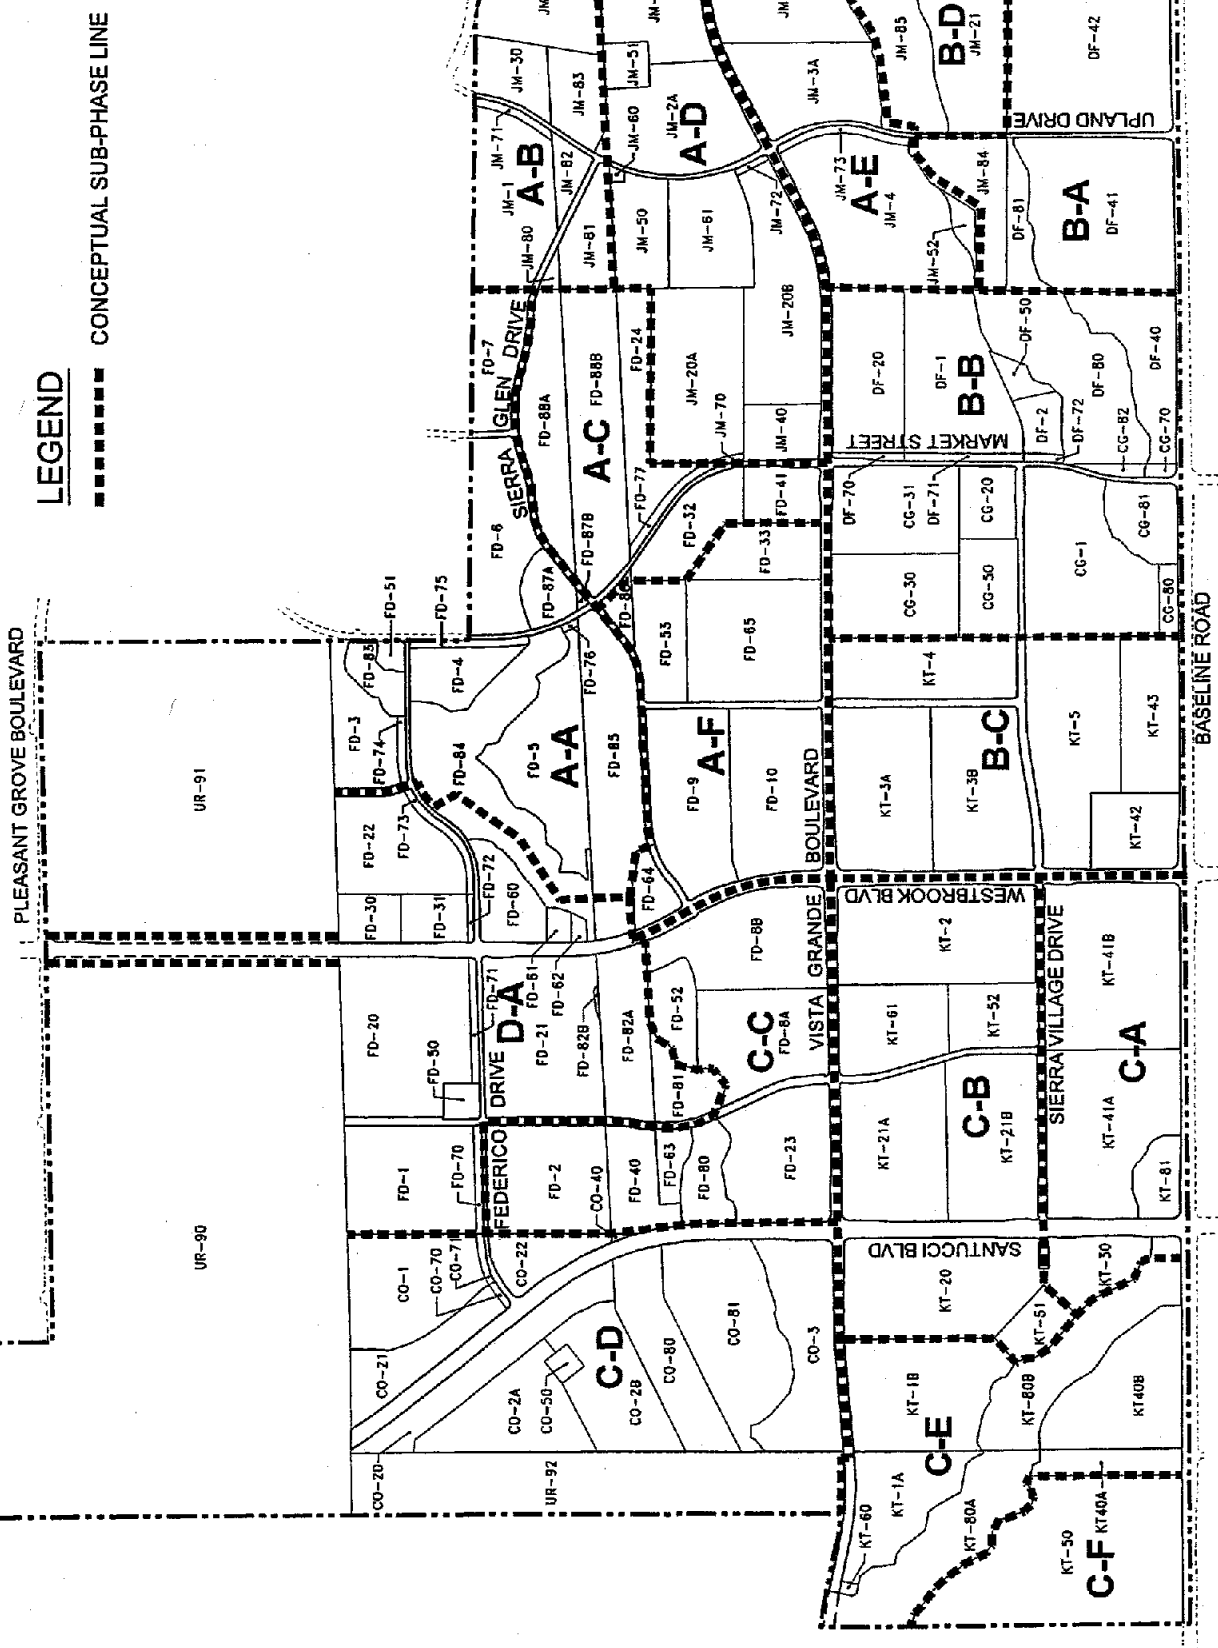 LEGEND
CONCEPTUAL SUB-PHASE LINE
PLEASANT GROVE BOULEVARD
UR-91
UR-90
UR-92
JM-30
JM-83
JM-51
JM-71
JM-1
A-B
JM-82
JM-60
JM-2A
A-D
JM-3A
JM-85
B-D
JM-21
DF-42
UPLAND DRIVE
JM-80
JM-81
JM-50
JM-61
JM-72
JM-73
A-E
JM-4
JM-84
JM-52
DF-81
B-A
DF-41
FD-7
SIERRA GLEN DRIVE
FD-88A
FD-88B
FD-24
A-C
JM-20A
JM-20B
JM-70
JM-40
DF-20
DF-1
B-B
DF-50
DF-80
DF-40
MARKET STREET
DF-2
DF-72
CG-82
CG-70
FD-6
FD-87B
FD-77
FD-32
FD-41
FD-33
DF-70
CG-31
DF-71
CG-20
CG-81
CG-1
FD-51
FD-75
FD-87A
FD-86
FD-53
FD-65
CG-30
CG-50
CG-80
FD-83
FD-4
FD-76
KT-4
FD-3
FD-74
FD-84
FD-5
A-A
FD-85
FD-9
A-F
FD-10
VISTA GRANDE BOULEVARD
KT-3A
KT-3B
B-C
KT-5
KT-43
KT-42
BASELINE ROAD
FD-22
FD-73
FD-72
FD-60
FD-64
FD-30
FD-31
FD-61
FD-62
FD-8B
WESTBROOK BLVD
KT-2
KT-41B
FD-20
FD-71
D-A
FD-21
FD-82B
FD-82A
FD-52
C-C
FD-8A
KT-61
KT-52
SIERRA VILLAGE DRIVE
C-A
FD-50
FEDERICO DRIVE
FD-81
C-B
KT-21A
KT-21B
KT-41A
KT-81
FD-1
FD-70
FD-2
CO-40
FD-40
FD-63
FD-80
FD-23
CO-1
CO-70
CO-71
CO-22
SANTUCCI BLVD
KT-20
KT-30
KT-51
CO-21
CO-2A
CO-50
C-D
CO-2B
CO-80
CO-81
CO-3
KT-1B
KT-80B
KT40B
C-E
CO-20
KT-1A
KT-60
KT-80A
KT-50
KT40A
C-F